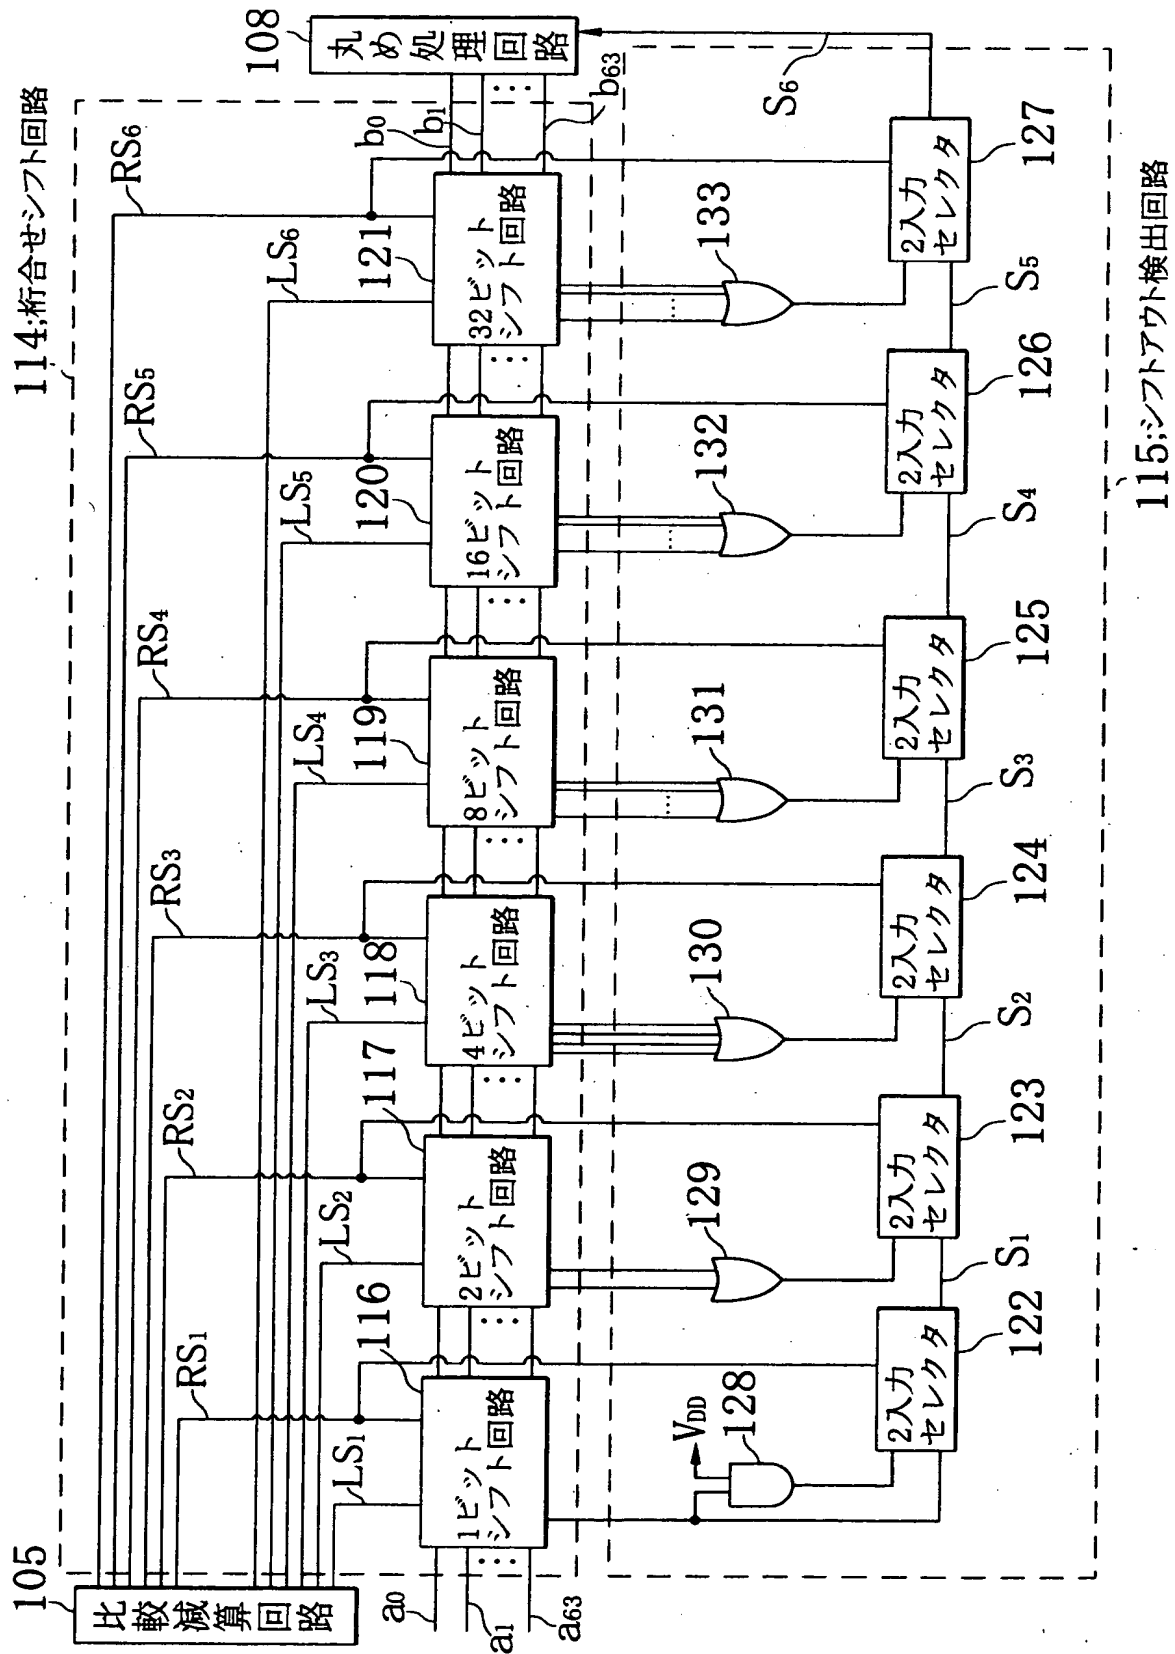 114;桁合せシフト回路
105
比較減算回路
RS1
RS2
RS3
RS4
RS5
RS6
LS1
LS2
LS3
LS4
LS5
LS6
108
丸め処理回路
a0
a1
a63
116
1ビット
シフト回路
117
2ビット
シフト回路
118
4ビット
シフト回路
119
8ビット
シフト回路
120
16ビット
シフト回路
121
32ビット
シフト回路
b0
b1
b63
VDD
128
129
130
131
132
133
2入力
セレクタ
122
2入力
セレクタ
123
2入力
セレクタ
124
2入力
セレクタ
125
2入力
セレクタ
126
2入力
セレクタ
127
S1
S2
S3
S4
S5
S6
115;シフトアウト検出回路